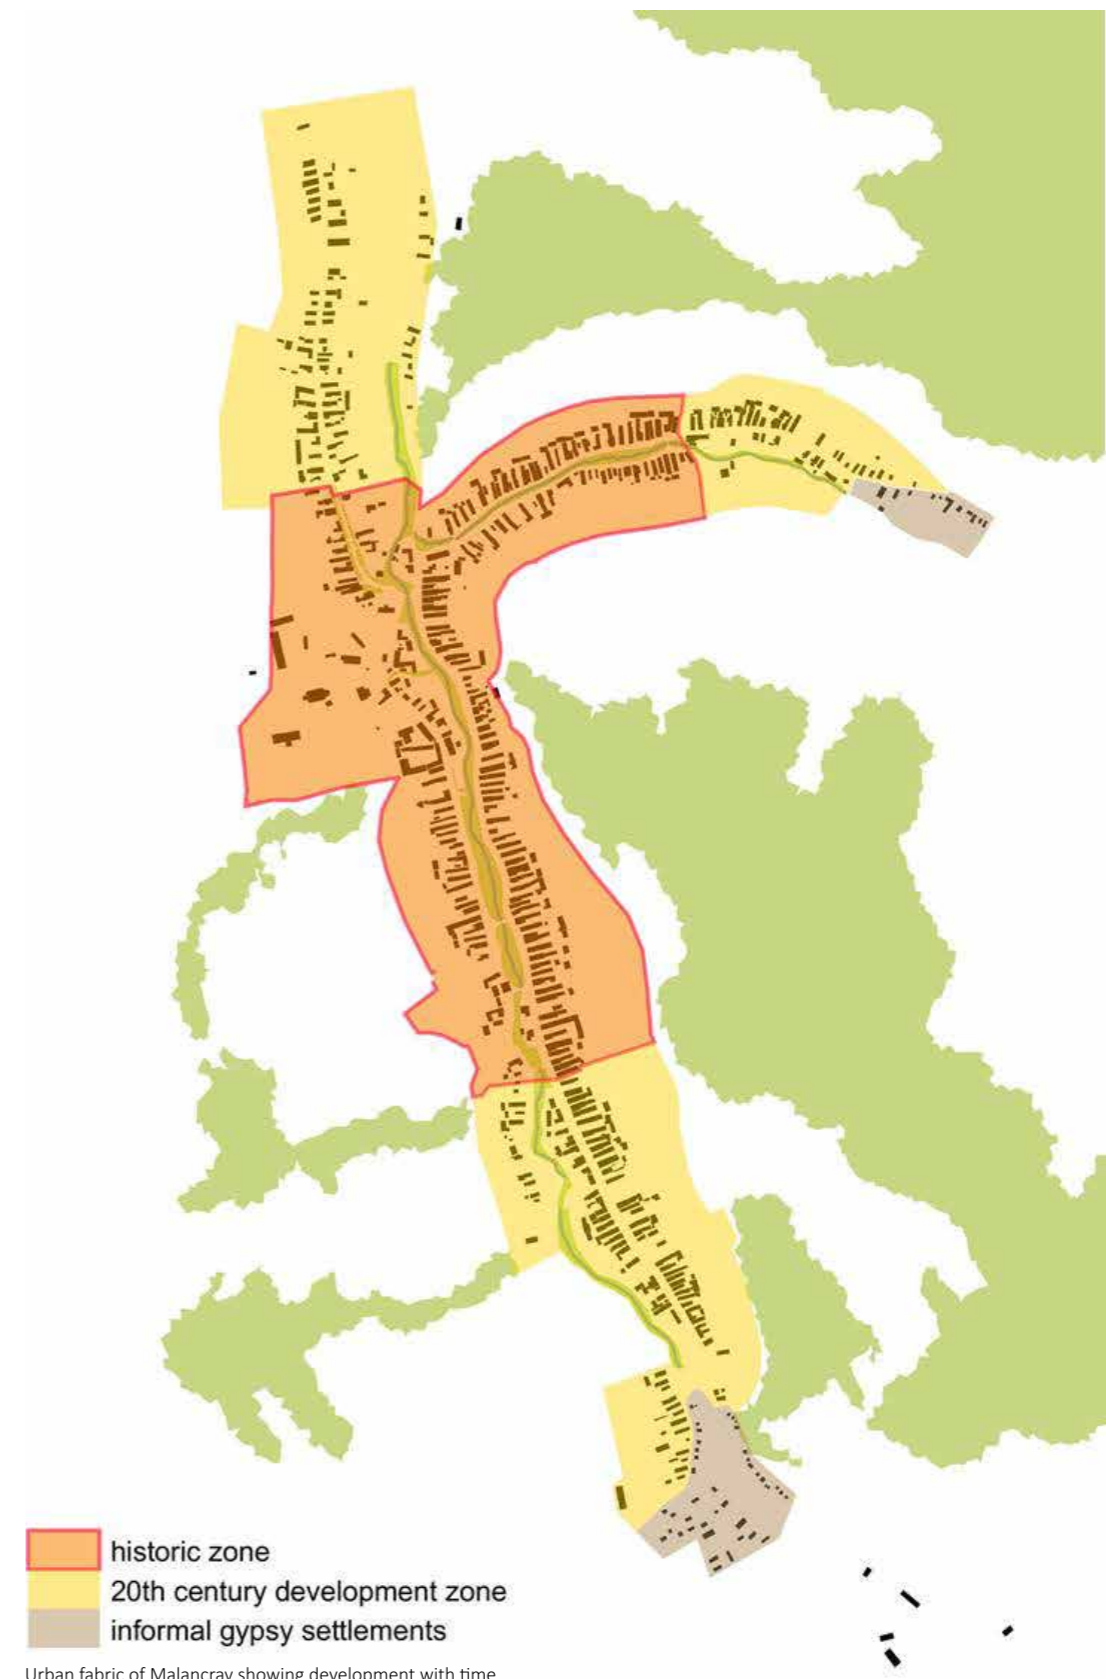 historic zone
20th century development zone
informal gypsy settlements
Urban fabric of Malancrav showing development with time